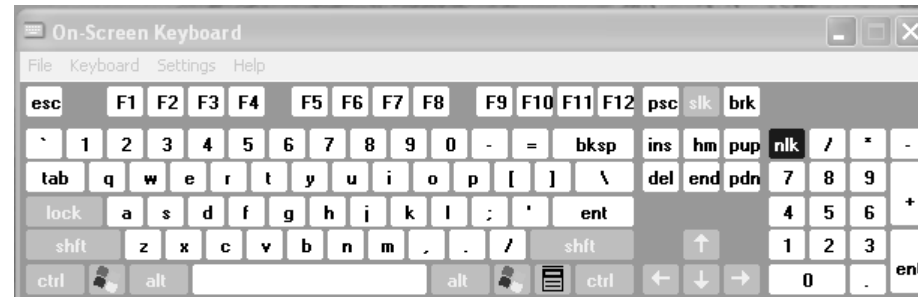 On-Screen Keyboard
File Keyboard Settings Help
esc F1 F2 F3 F4 F5 F6 F7 F8 F9 F10 F11 F12 psc slk brk
` 1 2 3 4 5 6 7 8 9 0 - = bksp ins hm pup nlk / * -
tab q w e r t y u i o p [ ] \ del end pdn 7 8 9 +
lock a s d f g h j k l ; ' ent 4 5 6
shft z x c v b n m , . / shft ↑ 1 2 3
ctrl alt alt ctrl ← ↓ → 0 .